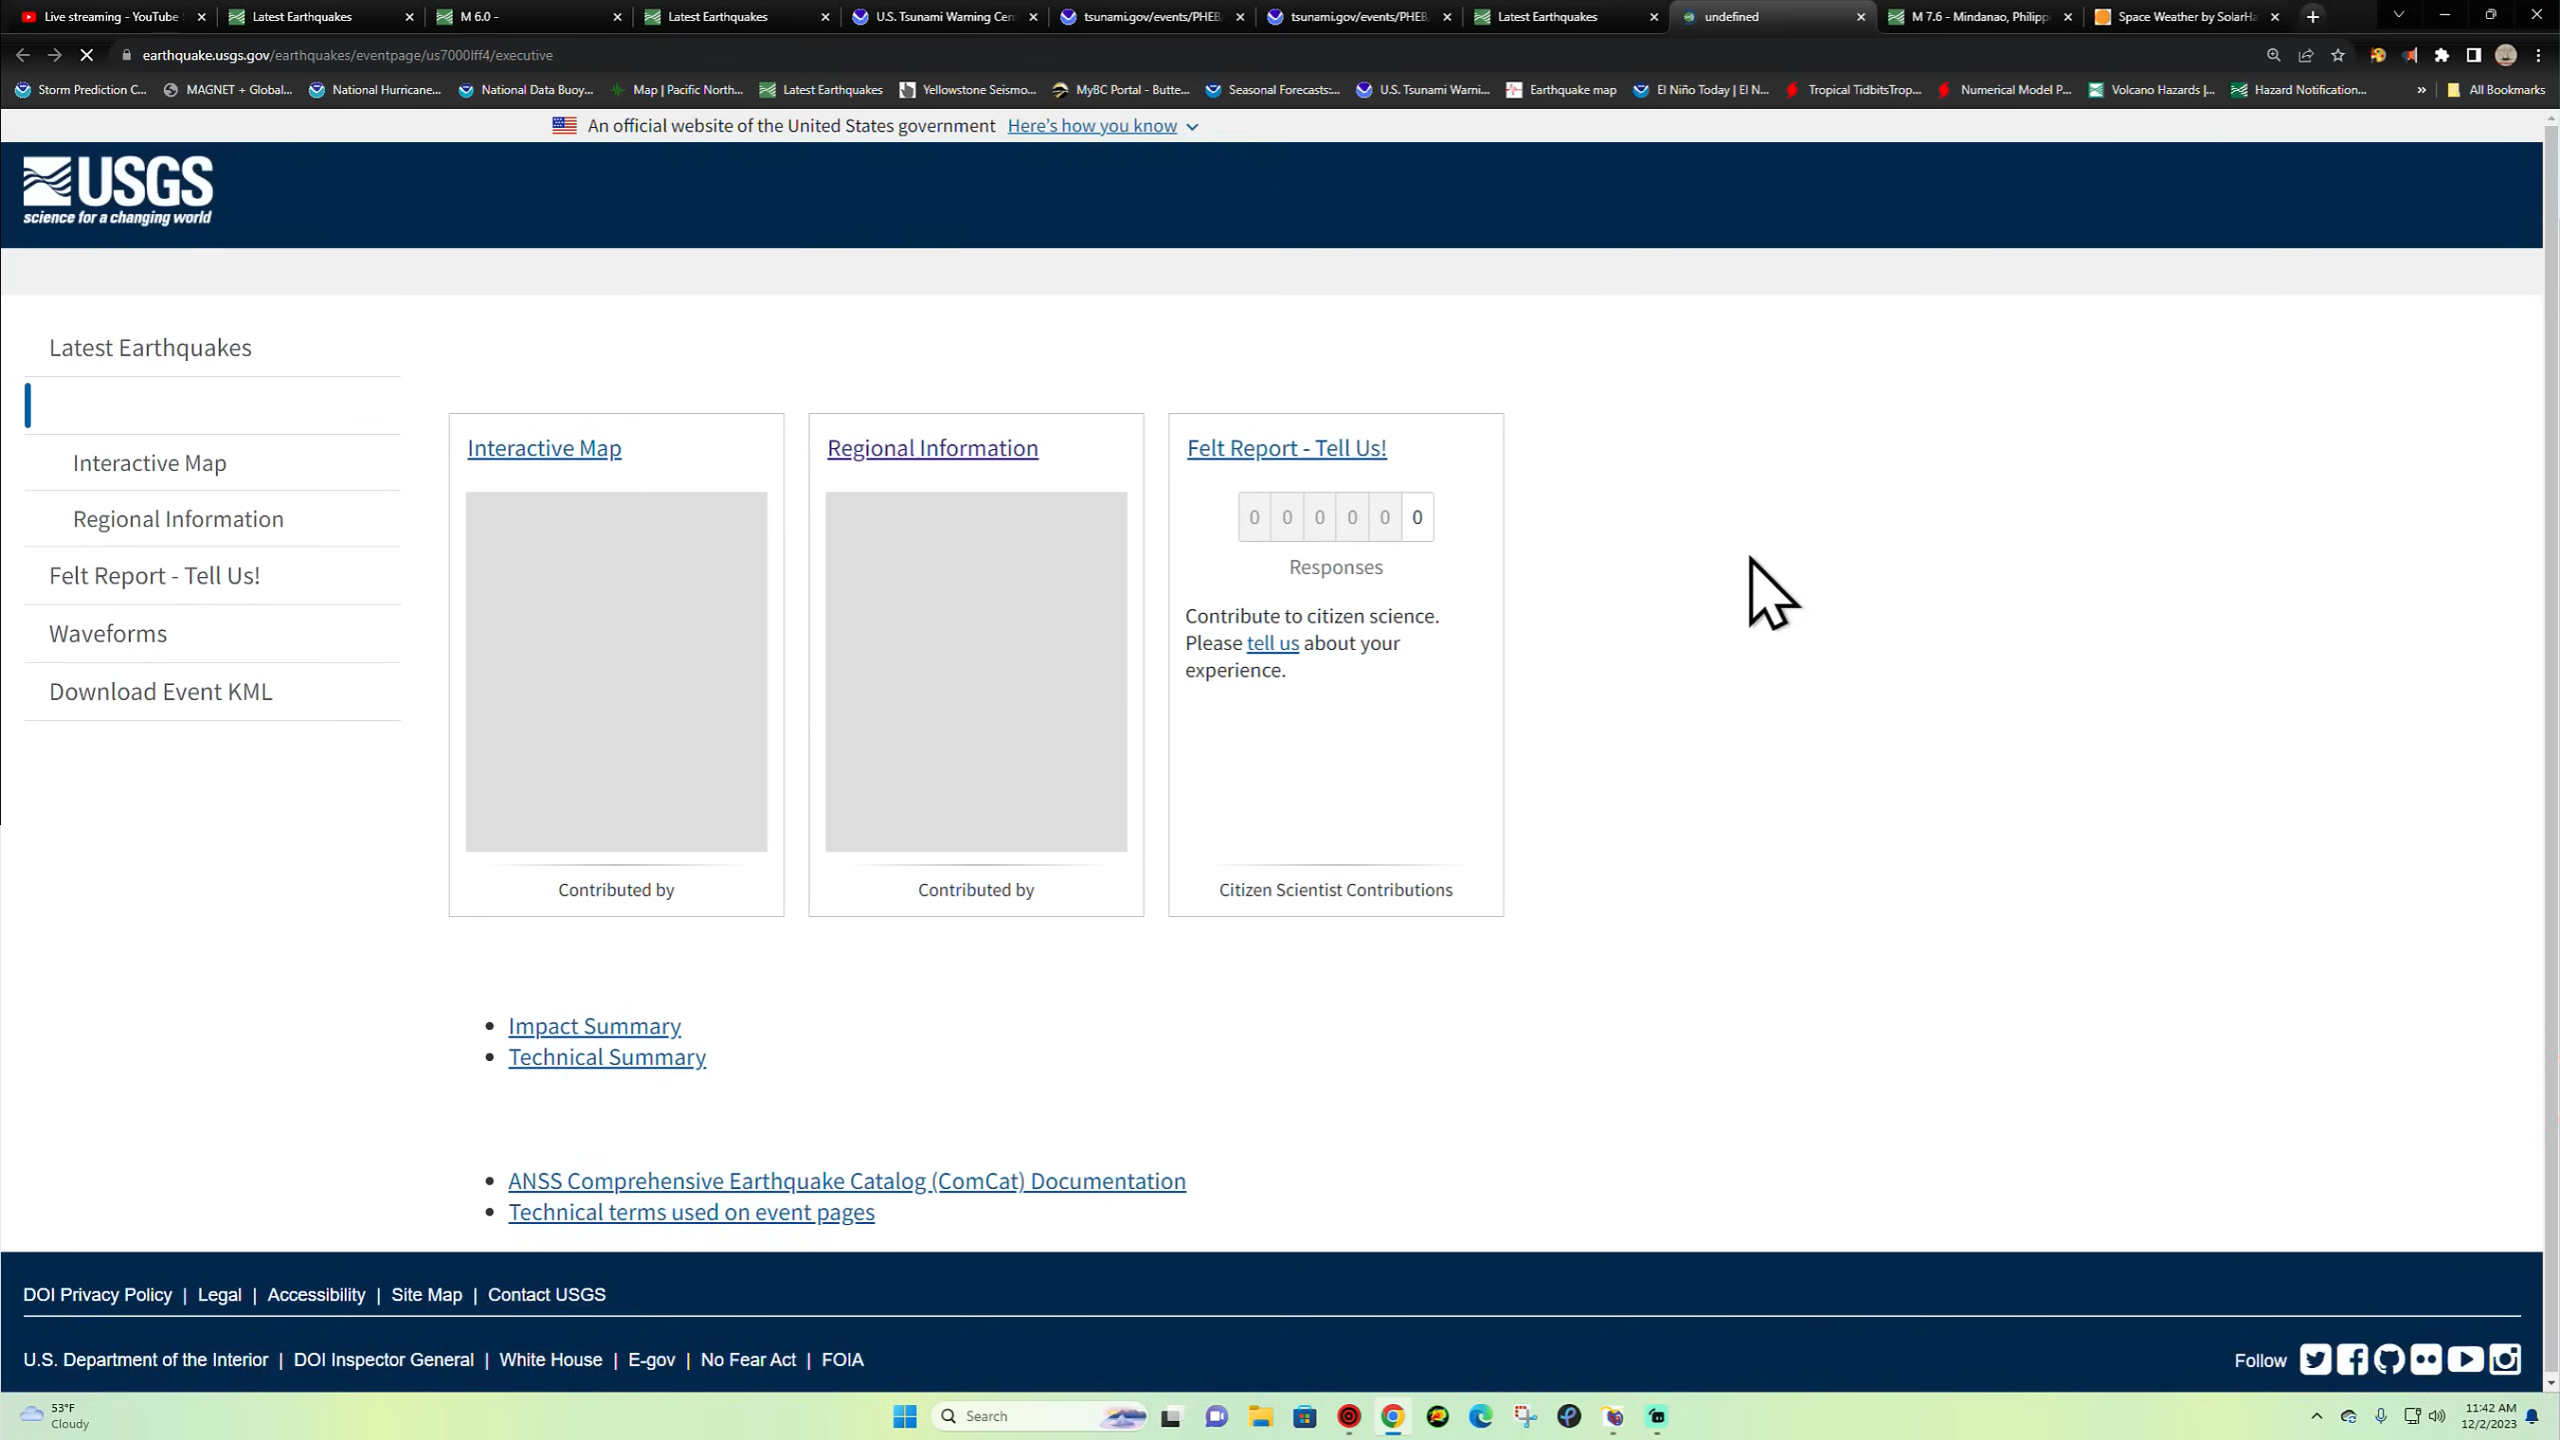 Live streaming - YouTube
Latest Earthquakes
M 6.0 -
Latest Earthquakes
U.S. Tsunami Warning Cen
tsunami.gov/events/PHEB
tsunami.gov/events/PHEB
Latest Earthquakes
undefined
M 7.6 - Mindanao, Philipp
Space Weather by SolarHa
earthquake.usgs.gov/earthquakes/eventpage/us7000lff4/executive
Storm Prediction C...
MAGNET + Global...
National Hurricane...
National Data Buoy...
Map | Pacific North...
Latest Earthquakes
Yellowstone Seismo...
MyBC Portal - Butte...
Seasonal Forecasts:...
U.S. Tsunami Warni...
Earthquake map
El Niño Today | El N...
Tropical TidbitsTrop...
Numerical Model P...
Volcano Hazards |...
Hazard Notification...
»
All Bookmarks
An official website of the United States government Here's how you know
USGS
science for a changing world
Latest Earthquakes
Interactive Map
Regional Information
Felt Report - Tell Us!
Waveforms
Download Event KML
Interactive Map
Contributed by
Regional Information
Contributed by
Felt Report - Tell Us!
0 0 0 0 0 0
Responses
Contribute to citizen science.
Please tell us about your
experience.
Citizen Scientist Contributions
• Impact Summary
• Technical Summary
• ANSS Comprehensive Earthquake Catalog (ComCat) Documentation
• Technical terms used on event pages
DOI Privacy Policy | Legal | Accessibility | Site Map | Contact USGS
U.S. Department of the Interior | DOI Inspector General | White House | E-gov | No Fear Act | FOIA
Follow
53°F
Cloudy
Search
11:42 AM
12/2/2023